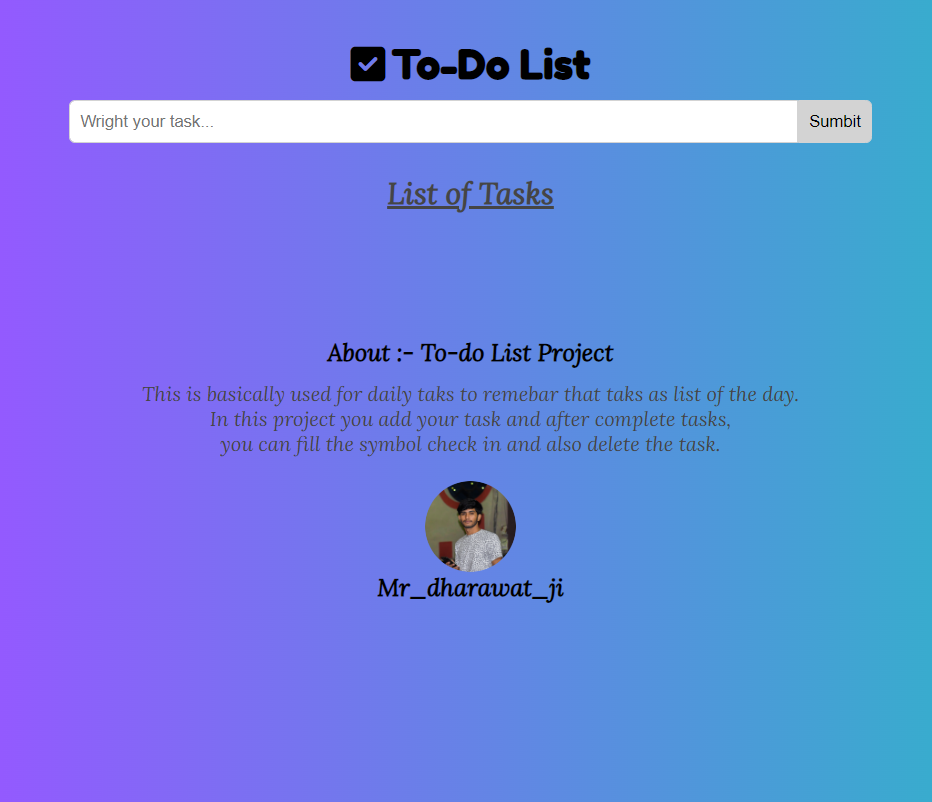 To-Do List
Wright your task...
Sumbit
List of Tasks
About :- To-do List Project
This is basically used for daily taks to remebar that taks as list of the day.
In this project you add your task and after complete tasks,
you can fill the symbol check in and also delete the task.
Mr_dharawat_ji